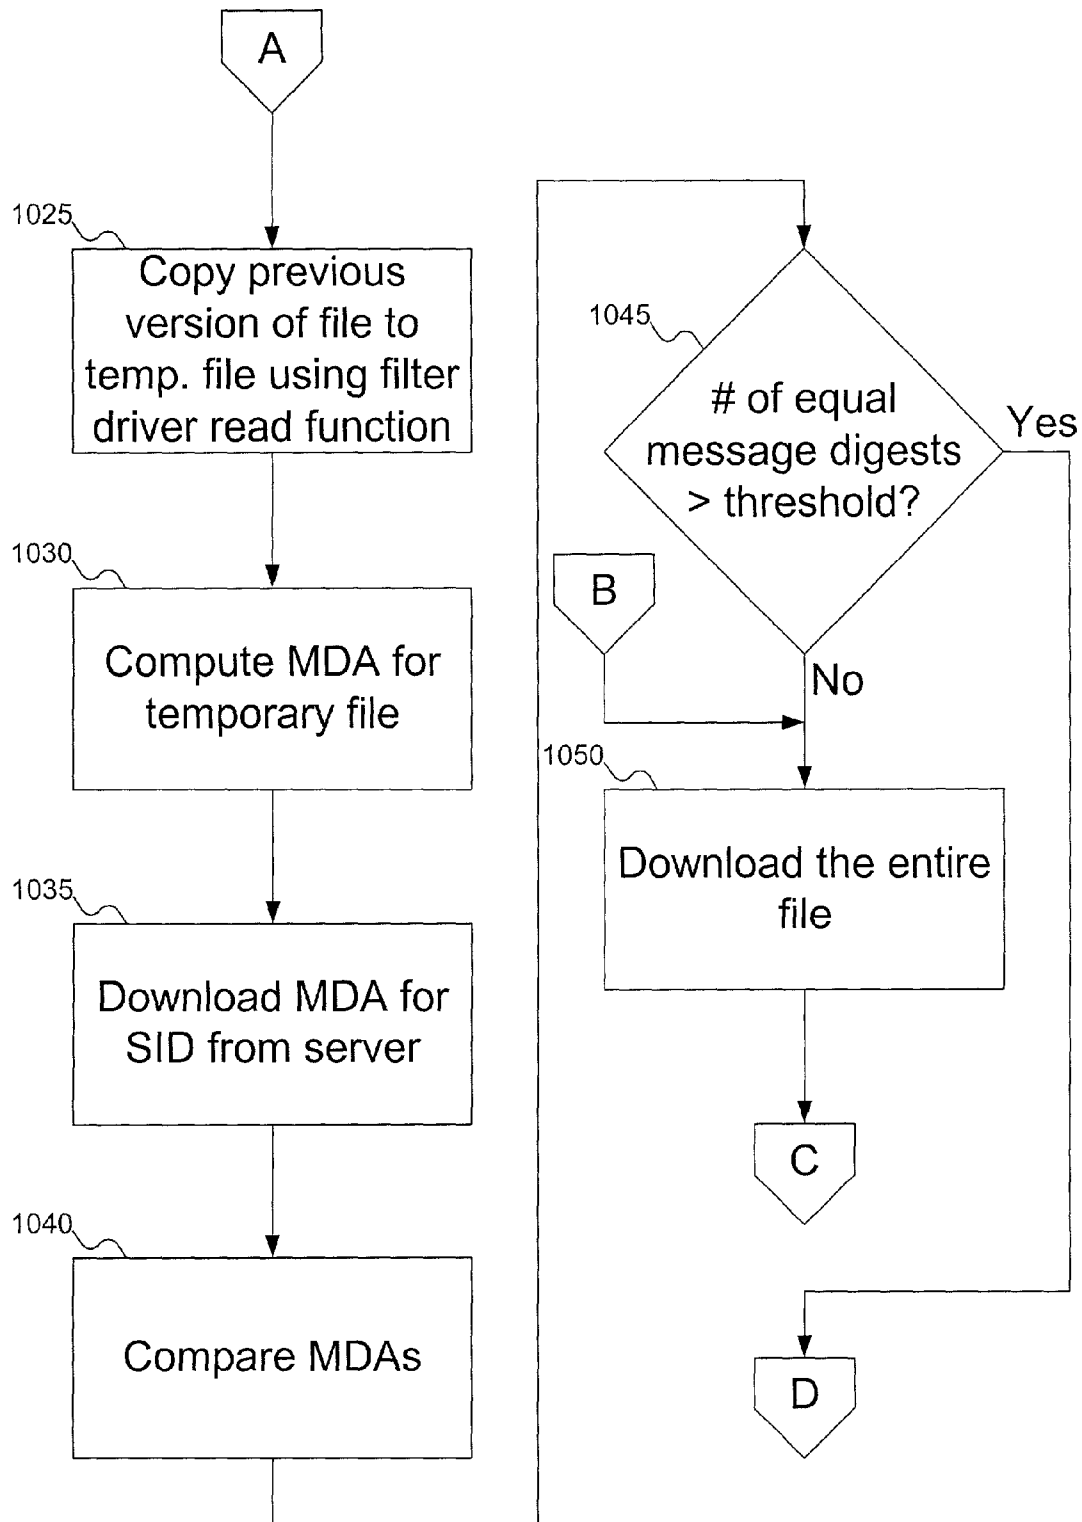 A
1025
Copy previous
version of file to
temp. file using filter
driver read function
1030
Compute MDA for
temporary file
1035
Download MDA for
SID from server
1040
Compare MDAs
1045
# of equal
message digests
> threshold?
Yes
B
No
1050
Download the entire
file
C
D